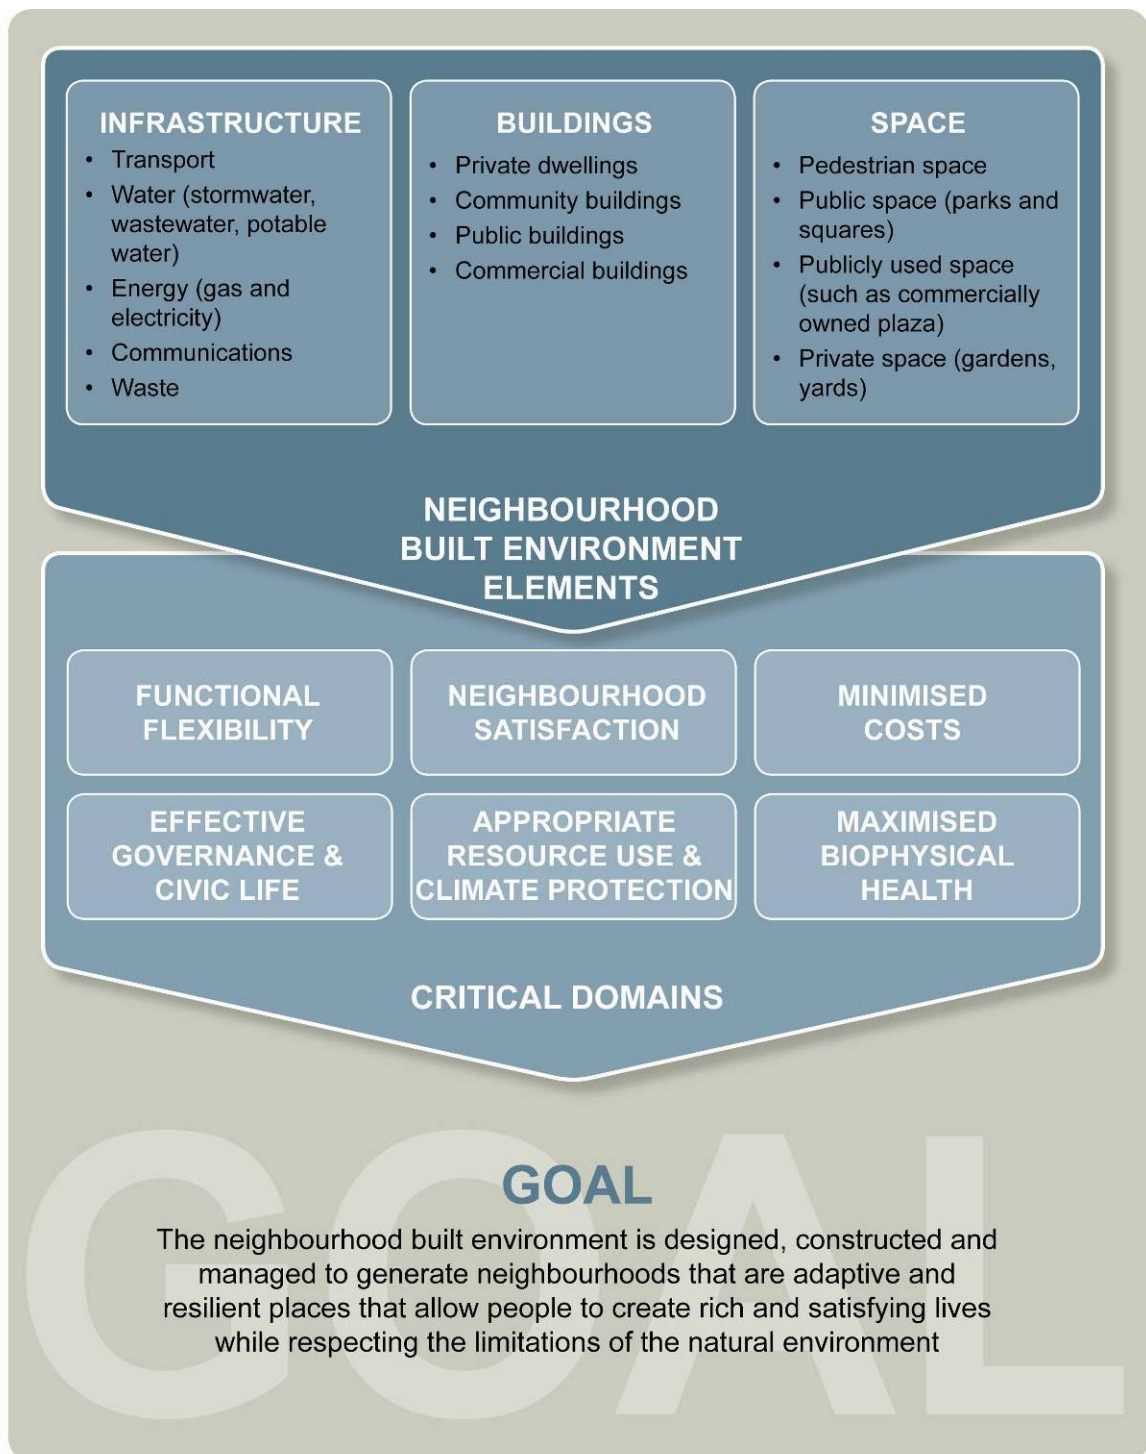 INFRASTRUCTURE
• Transport
• Water (stormwater,
wastewater, potable
water)
• Energy (gas and
electricity)
• Communications
• Waste
BUILDINGS
• Private dwellings
• Community buildings
• Public buildings
• Commercial buildings
SPACE
• Pedestrian space
• Public space (parks and
squares)
• Publicly used space
(such as commercially
owned plaza)
• Private space (gardens,
yards)
NEIGHBOURHOOD
BUILT ENVIRONMENT
ELEMENTS
FUNCTIONAL
FLEXIBILITY
NEIGHBOURHOOD
SATISFACTION
MINIMISED
COSTS
EFFECTIVE
GOVERNANCE &
CIVIC LIFE
APPROPRIATE
RESOURCE USE &
CLIMATE PROTECTION
MAXIMISED
BIOPHYSICAL
HEALTH
CRITICAL DOMAINS
GOAL
GOAL
The neighbourhood built environment is designed, constructed and
managed to generate neighbourhoods that are adaptive and
resilient places that allow people to create rich and satisfying lives
while respecting the limitations of the natural environment